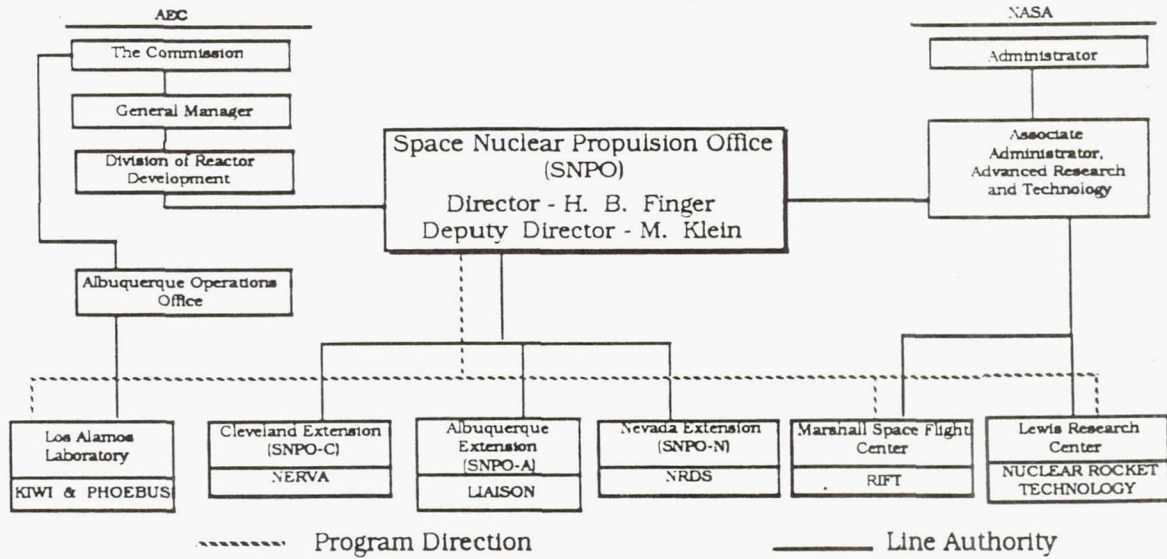 AEC
NASA
The Commission
Administrator
General Manager
Division of Reactor
Development
Space Nuclear Propulsion Office
(SNPO)
Director - H. B. Finger
Deputy Director - M. Klein
Associate
Administrator,
Advanced Research
and Technology
Albuquerque Operations
Office
Los Alamos
Laboratory
KIWI & PHOEBUS
Cleveland Extension
(SNPO-C)
NERVA
Albuquerque
Extension
(SNPO-A)
LIAISON
Nevada Extension
(SNPO-N)
NRDS
Marshall Space Flight
Center
RIFT
Lewis Research
Center
NUCLEAR ROCKET
TECHNOLOGY
Program Direction
Line Authority